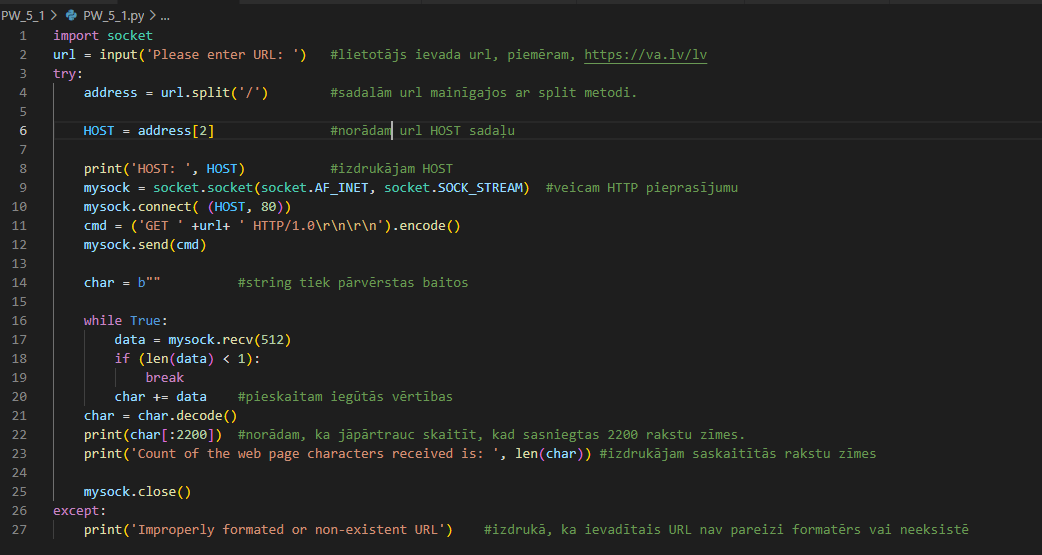 PW_5_1 > PW_5_1.py > ...
1 import socket
2 url = input('Please enter URL: ')   #lietotājs ievada url, piemēram, https://va.lv/lv
3 try:
4     address = url.split('/')        #sadalām url mainīgajos ar split metodi.
5
6     HOST = address[2]               #norādam url HOST sadaļu
7
8     print('HOST: ', HOST)           #izdrukājam HOST
9     mysock = socket.socket(socket.AF_INET, socket.SOCK_STREAM)  #veicam HTTP pieprasījumu
10     mysock.connect( (HOST, 80))
11     cmd = ('GET ' +url+ ' HTTP/1.0\r\n\r\n').encode()
12     mysock.send(cmd)
13
14     char = b""          #string tiek pārvērstas baitos
15
16     while True:
17         data = mysock.recv(512)
18         if (len(data) < 1):
19             break
20         char += data    #pieskaitam iegūtās vērtības
21     char = char.decode()
22     print(char[:2200])  #norādam, ka jāpārtrauc skaitīt, kad sasniegtas 2200 rakstu zīmes.
23     print('Count of the web page characters received is: ', len(char)) #izdrukājam saskaitītās rakstu zīmes
24
25     mysock.close()
26 except:
27     print('Improperly formated or non-existent URL')    #izdrukā, ka ievadītais URL nav pareizi formatērs vai neeksistē